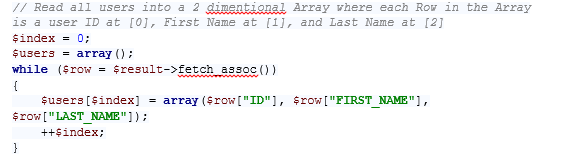 // Read all users into a 2 dimentional Array where each Row in the Array
is a user ID at [0], First Name at [1], and Last Name at [2]
$index = 0;
$users = array();
while ($row = $result->fetch_assoc())
{
    $users[$index] = array($row["ID"], $row["FIRST_NAME"],
$row["LAST_NAME"]);
    ++$index;
}